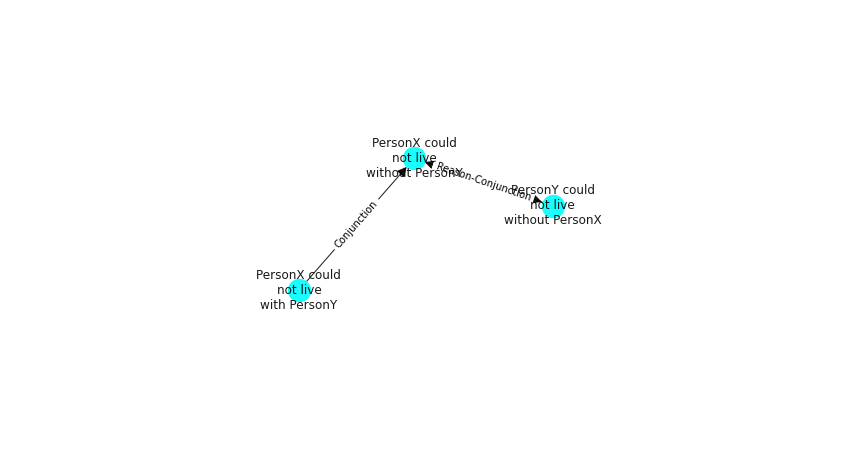 PersonX could
not live
without PersonY
Reason-Conjunction
PersonY could
not live
without PersonX
Conjunction
PersonX could
not live
with PersonY